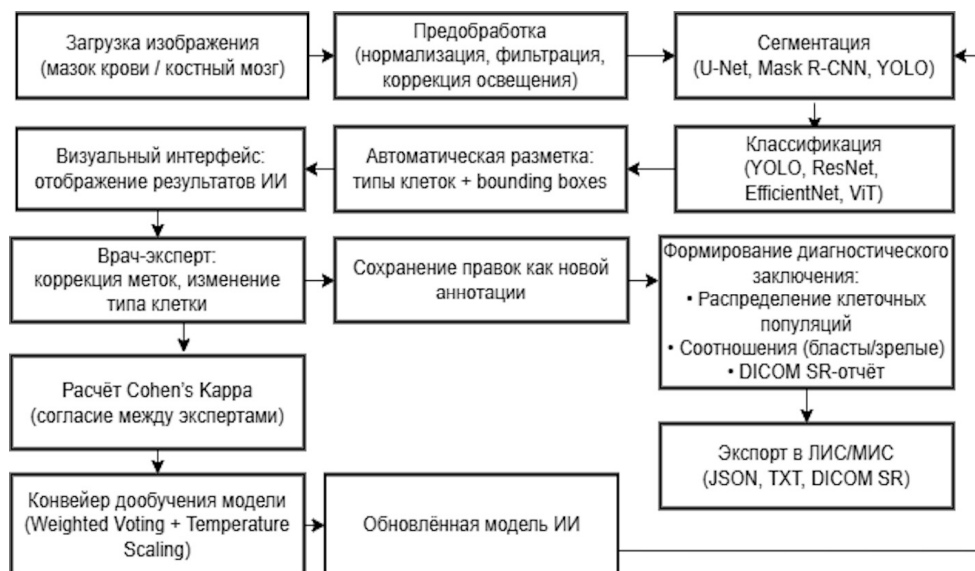 Загрузка изображения
(мазок крови / костный мозг)
Предобработка
(нормализация, фильтрация,
коррекция освещения)
Сегментация
(U-Net, Mask R-CNN, YOLO)
Визуальный интерфейс:
отображение результатов ИИ
Автоматическая разметка:
типы клеток + bounding boxes
Классификация
(YOLO, ResNet,
EfficientNet, ViT)
Врач-эксперт:
коррекция меток, изменение
типа клетки
Сохранение правок как новой
аннотации
Формирование диагностического
заключения:
• Распределение клеточных
популяций
• Соотношения (бласты/зрелые)
• DICOM SR-отчёт
Расчёт Cohen's Kappa
(согласие между экспертами)
Экспорт в ЛИС/МИС
(JSON, TXT, DICOM SR)
Конвейер дообучения модели
(Weighted Voting + Temperature
Scaling)
Обновлённая модель ИИ